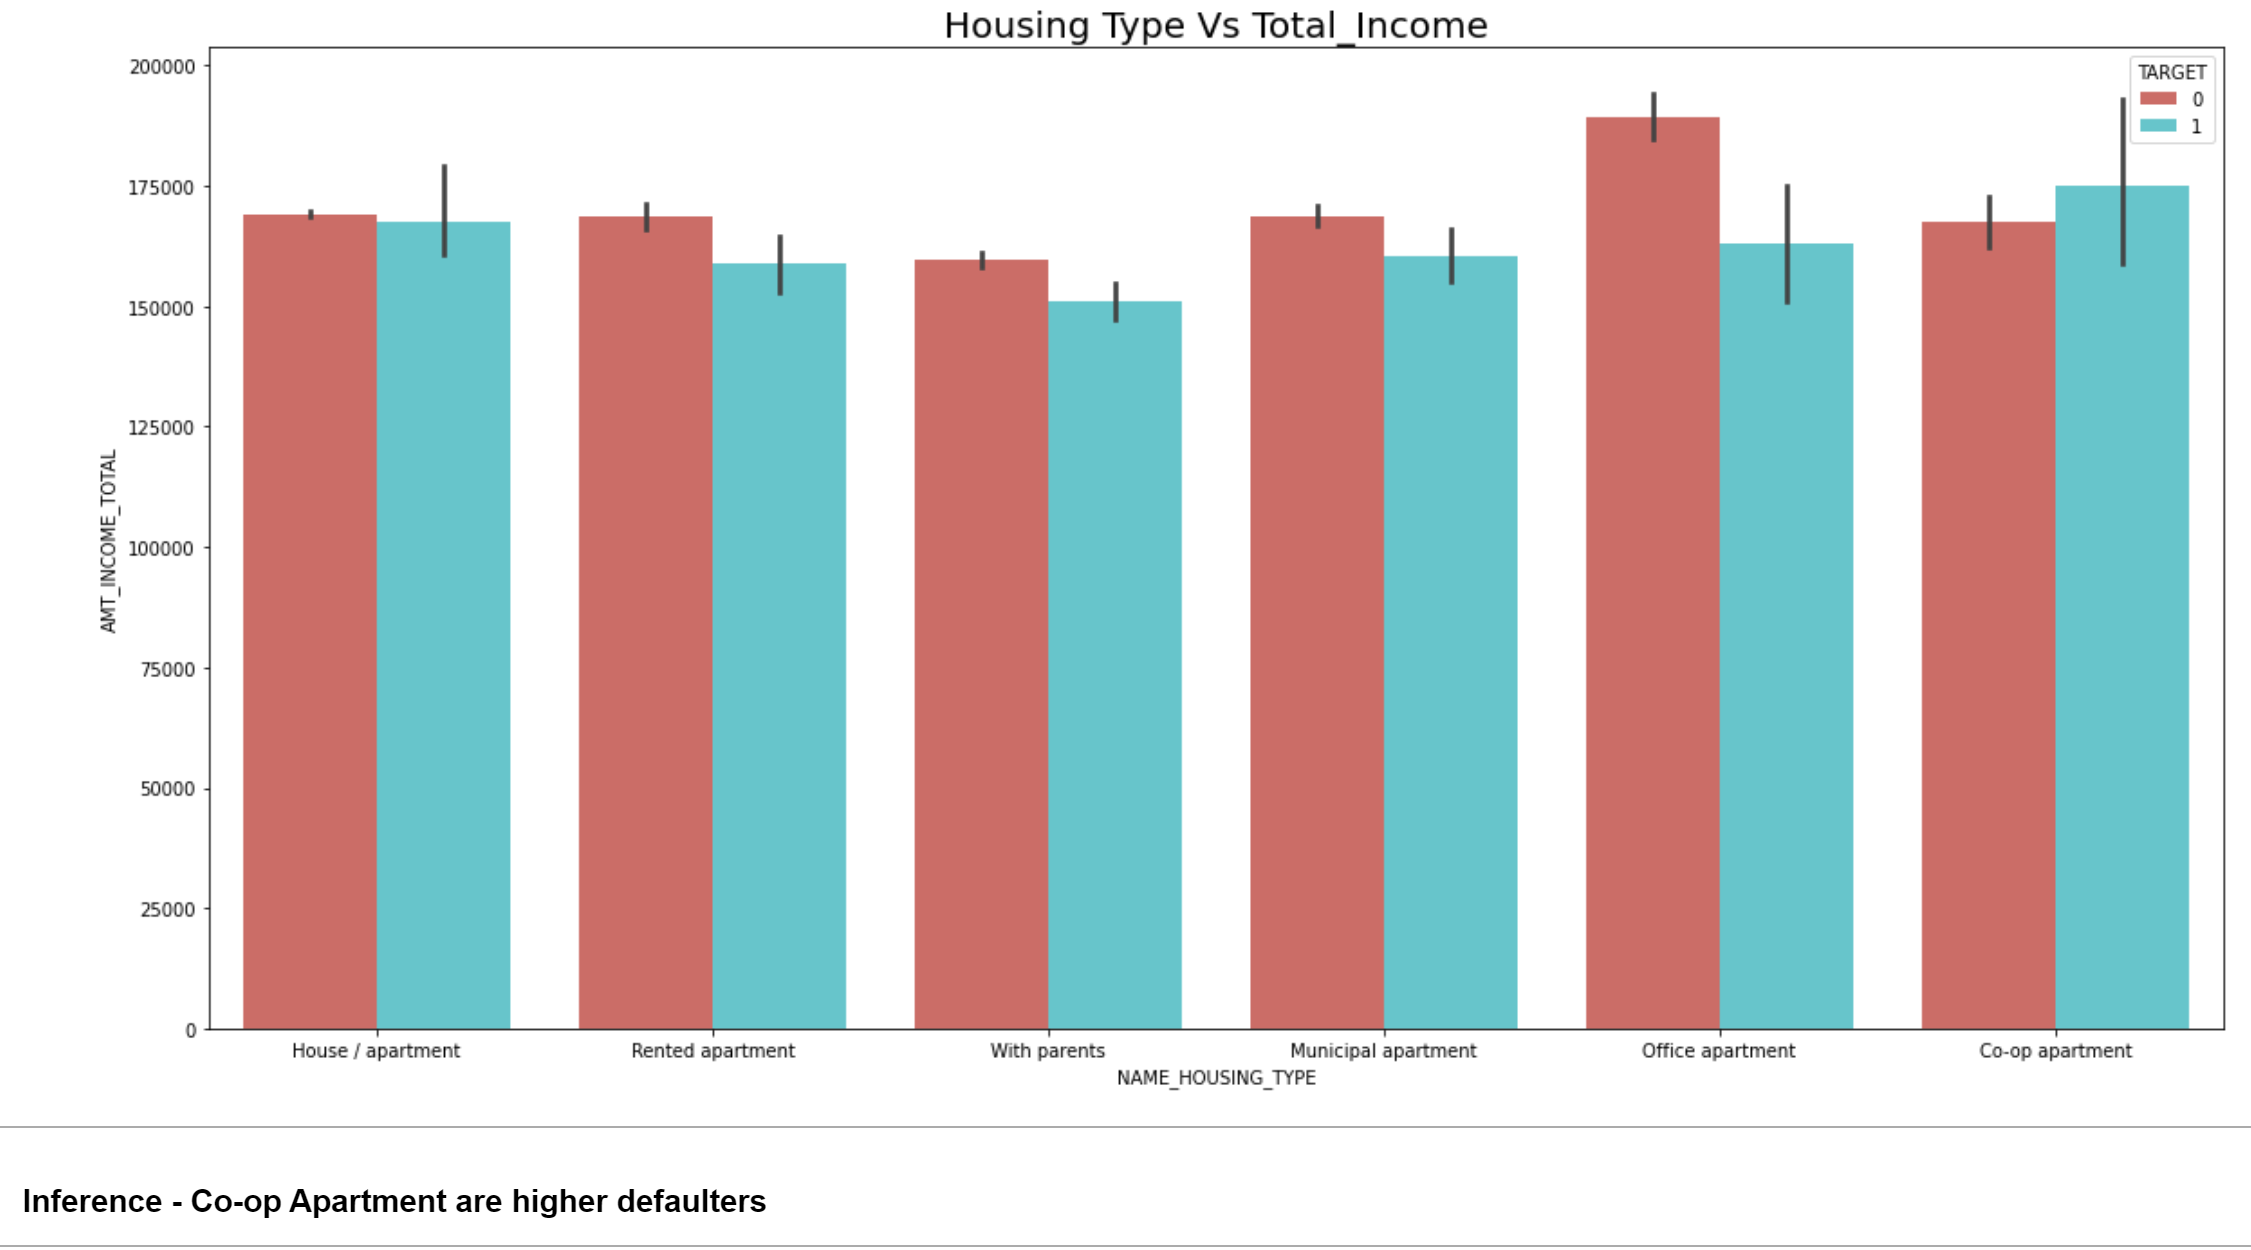 Housing Type Vs Total_Income
TARGET
0
1
200000
175000
150000
125000
100000
75000
50000
25000
0
AMT_INCOME_TOTAL
House / apartment
Rented apartment
With parents
Municipal apartment
Office apartment
Co-op apartment
NAME_HOUSING_TYPE
Inference - Co-op Apartment are higher defaulters